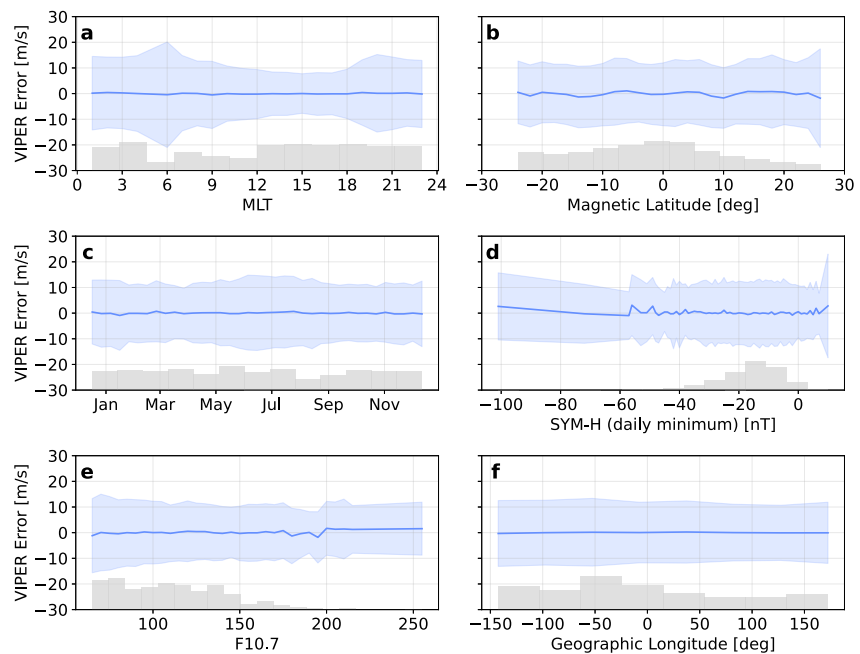 30 20 10 0 −10 −20 −30
VIPER Error [m/s]
a
0 3 6 9 12 15 18 21 24
MLT
b
−30 −20 −10 0 10 20 30
Magnetic Latitude [deg]
30 20 10 0 −10 −20 −30
VIPER Error [m/s]
c
Jan Mar May Jul Sep Nov
d
−100 −80 −60 −40 −20 0
SYM-H (daily minimum) [nT]
30 20 10 0 −10 −20 −30
VIPER Error [m/s]
e
100 150 200 250
F10.7
f
−150 −100 −50 0 50 100 150
Geographic Longitude [deg]